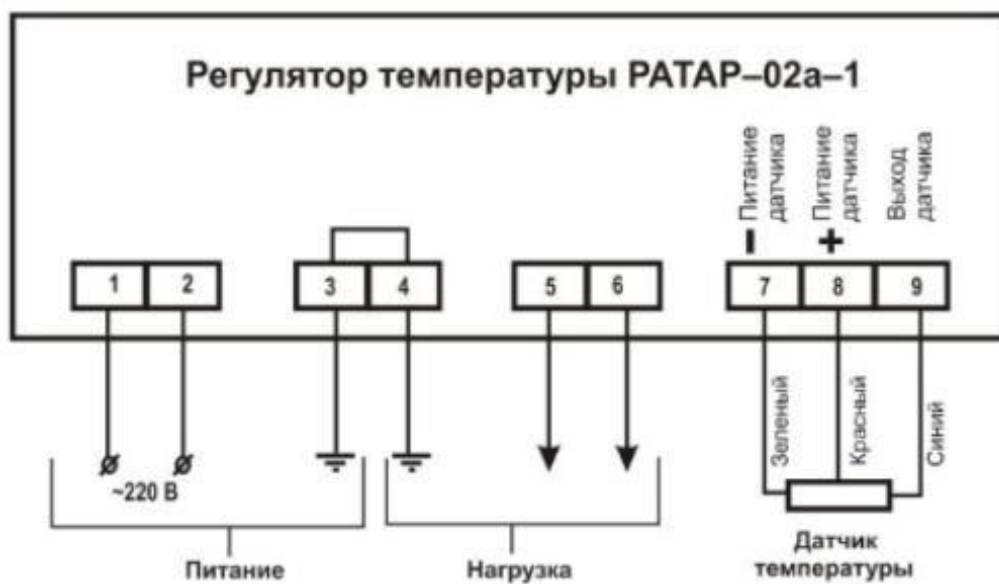 Регулятор температуры РАТАР–02а–1
− Питание
датчика
+ Питание
датчика
Выход
датчика
1 2 3 4 5 6 7 8 9
Зеленый
Красный
Синий
~220 В
Питание
Нагрузка
Датчик
температуры